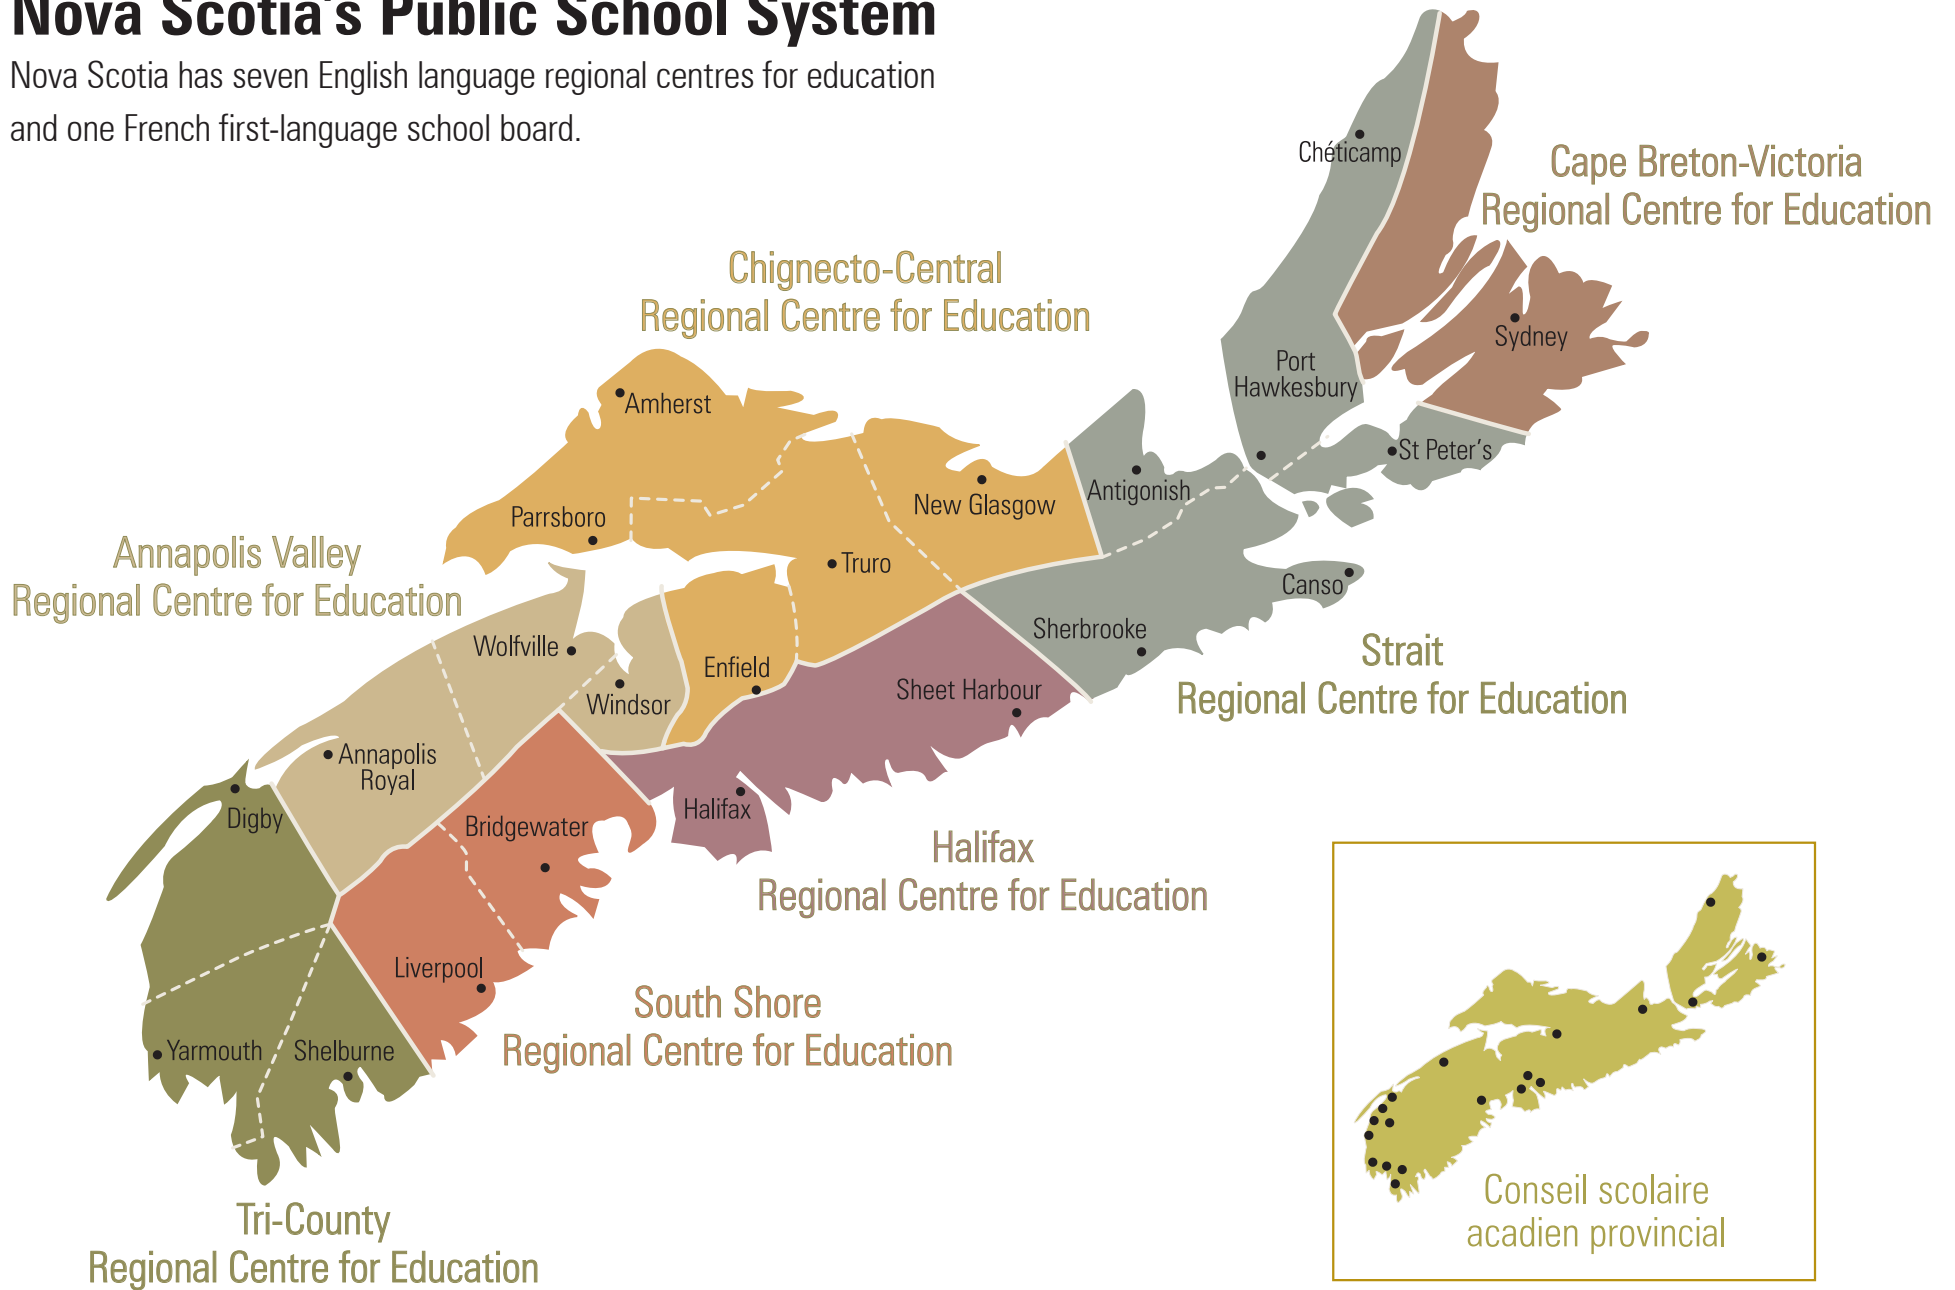 Nova Scotia's Public School System
Nova Scotia has seven English language regional centres for education
and one French first-language school board.
Chéticamp
Cape Breton-Victoria
Regional Centre for Education
Chignecto-Central
Regional Centre for Education
Sydney
Port
Hawkesbury
Amherst
St Peter's
Antigonish
New Glasgow
Parrsboro
Annapolis Valley
Regional Centre for Education
Truro
Canso
Sherbrooke
Wolfville
Strait
Regional Centre for Education
Enfield
Sheet Harbour
Windsor
Annapolis
Royal
Digby
Halifax
Bridgewater
Halifax
Regional Centre for Education
Liverpool
South Shore
Regional Centre for Education
Yarmouth
Shelburne
Tri-County
Regional Centre for Education
Conseil scolaire
acadien provincial